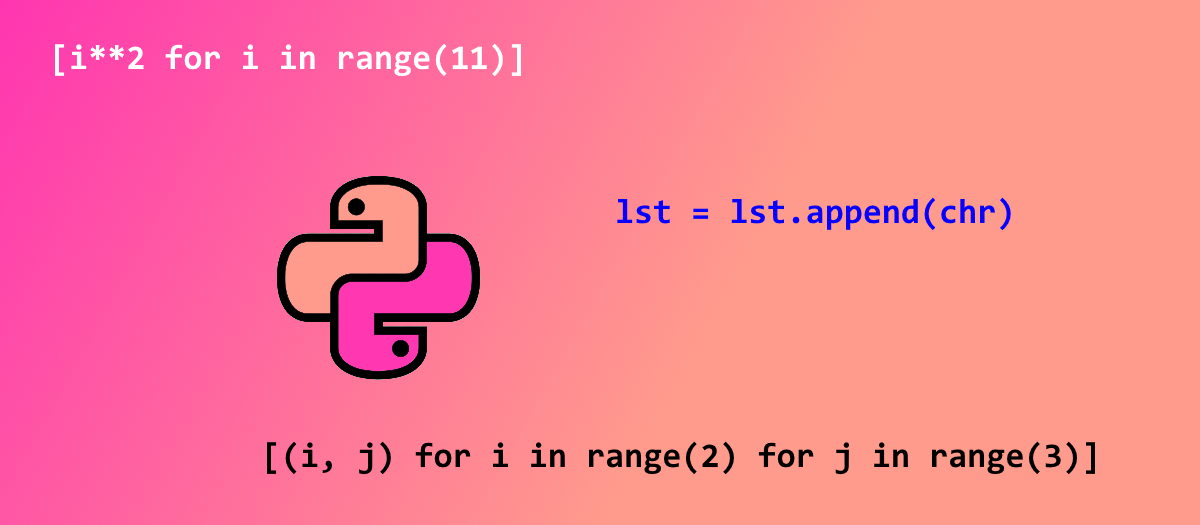 [i**2 for i in range(11)]
lst = lst.append(chr)
[(i, j) for i in range(2) for j in range(3)]